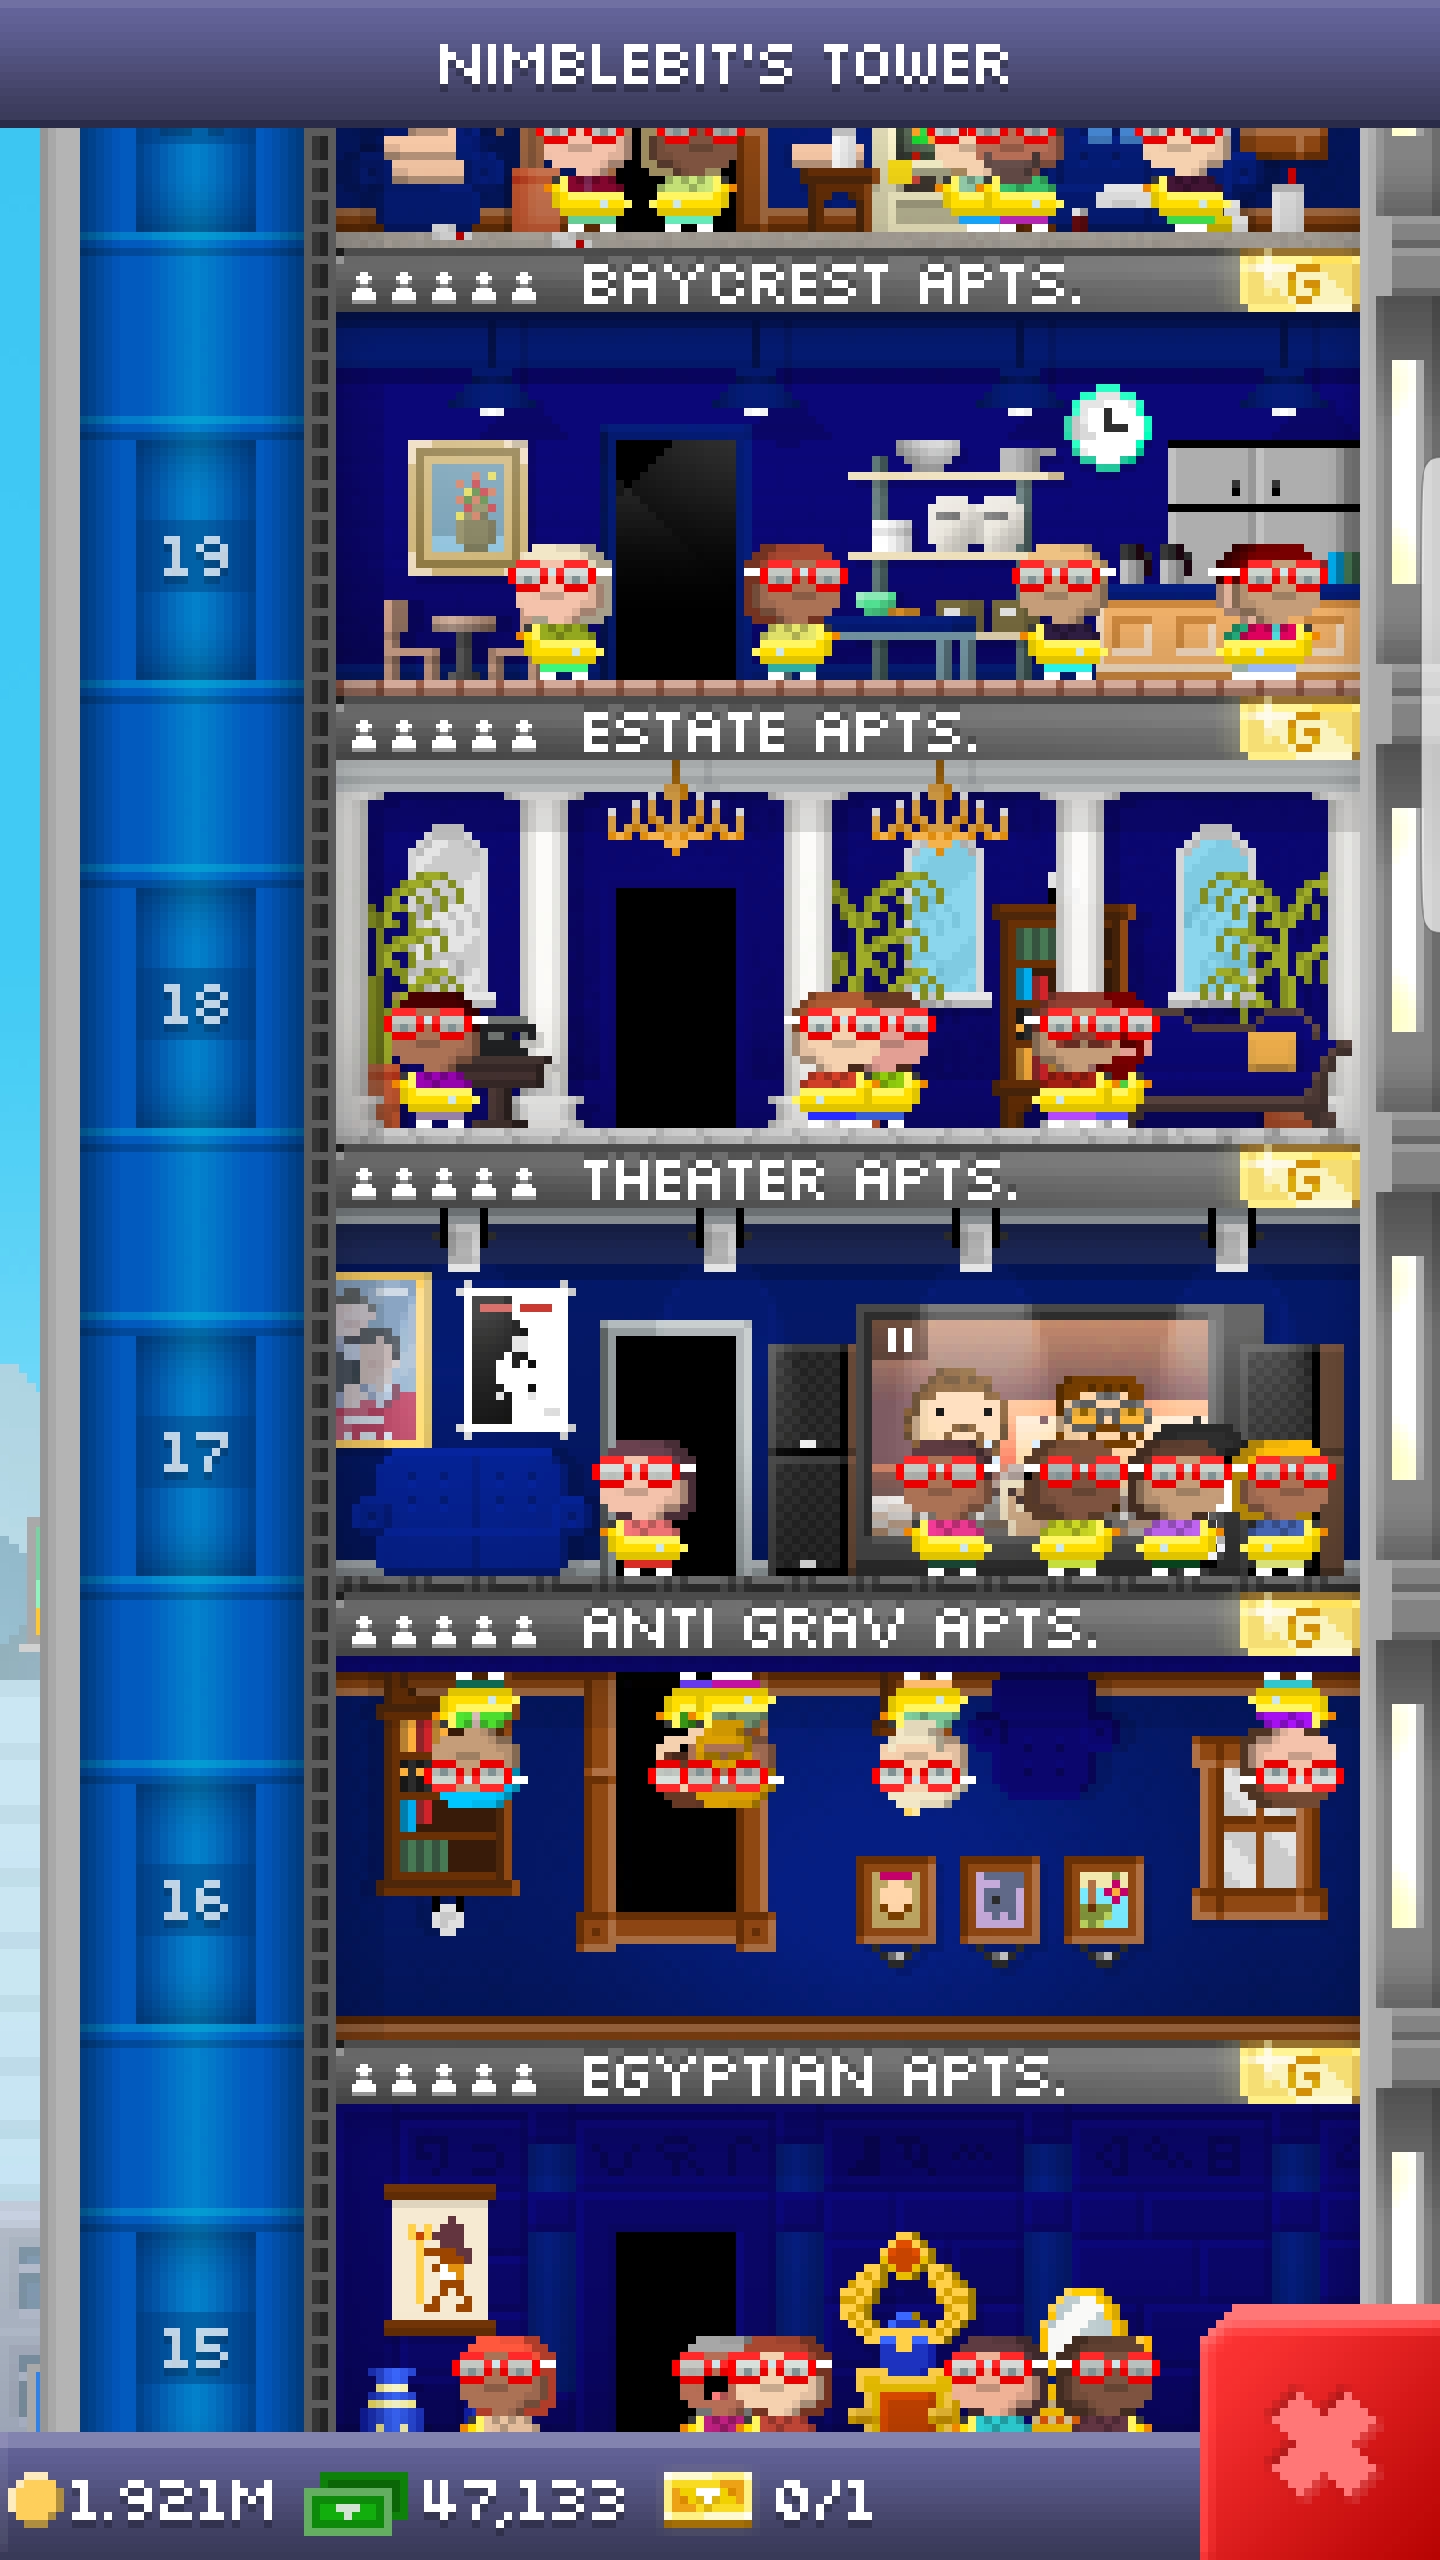 NIMBLEBIT'S TOWER
BAYCREST APTS. G
19
ESTATE APTS. G
18
THEATER APTS. G
17
ANTI GRAV APTS. G
16
EGYPTIAN APTS. G
15
1.921M 47,133 0/1